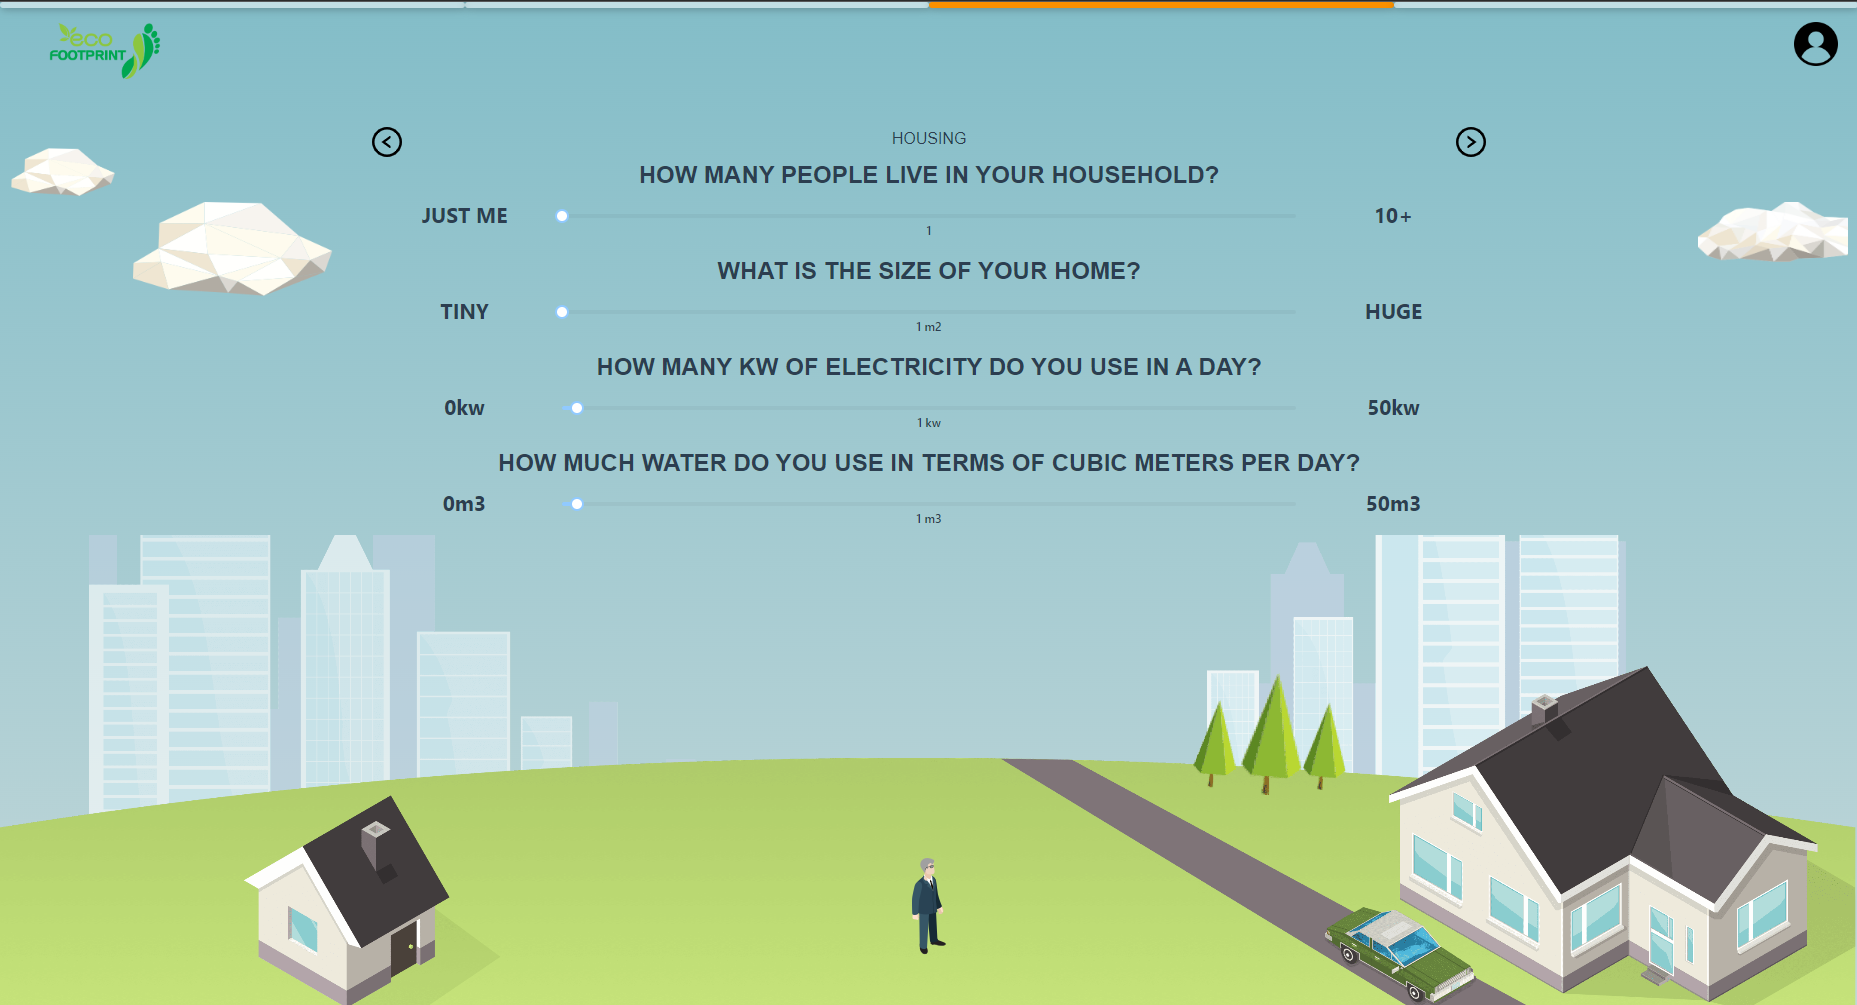 eco
FOOTPRINT
HOUSING
HOW MANY PEOPLE LIVE IN YOUR HOUSEHOLD?
JUST ME
10+
1
WHAT IS THE SIZE OF YOUR HOME?
TINY
HUGE
1 m2
HOW MANY KW OF ELECTRICITY DO YOU USE IN A DAY?
0kw
50kw
1 kw
HOW MUCH WATER DO YOU USE IN TERMS OF CUBIC METERS PER DAY?
0m3
50m3
1 m3